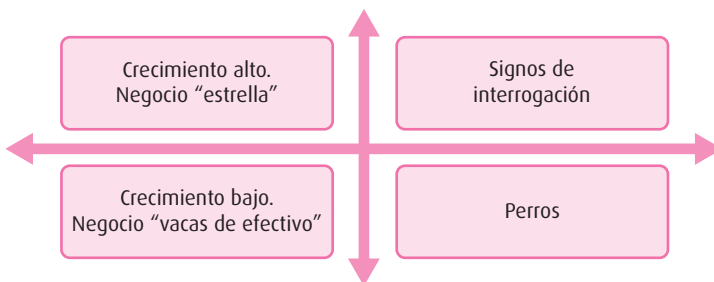 Crecimiento alto.
Negocio “estrella”
Signos de
interrogación
Crecimiento bajo.
Negocio “vacas de efectivo”
Perros